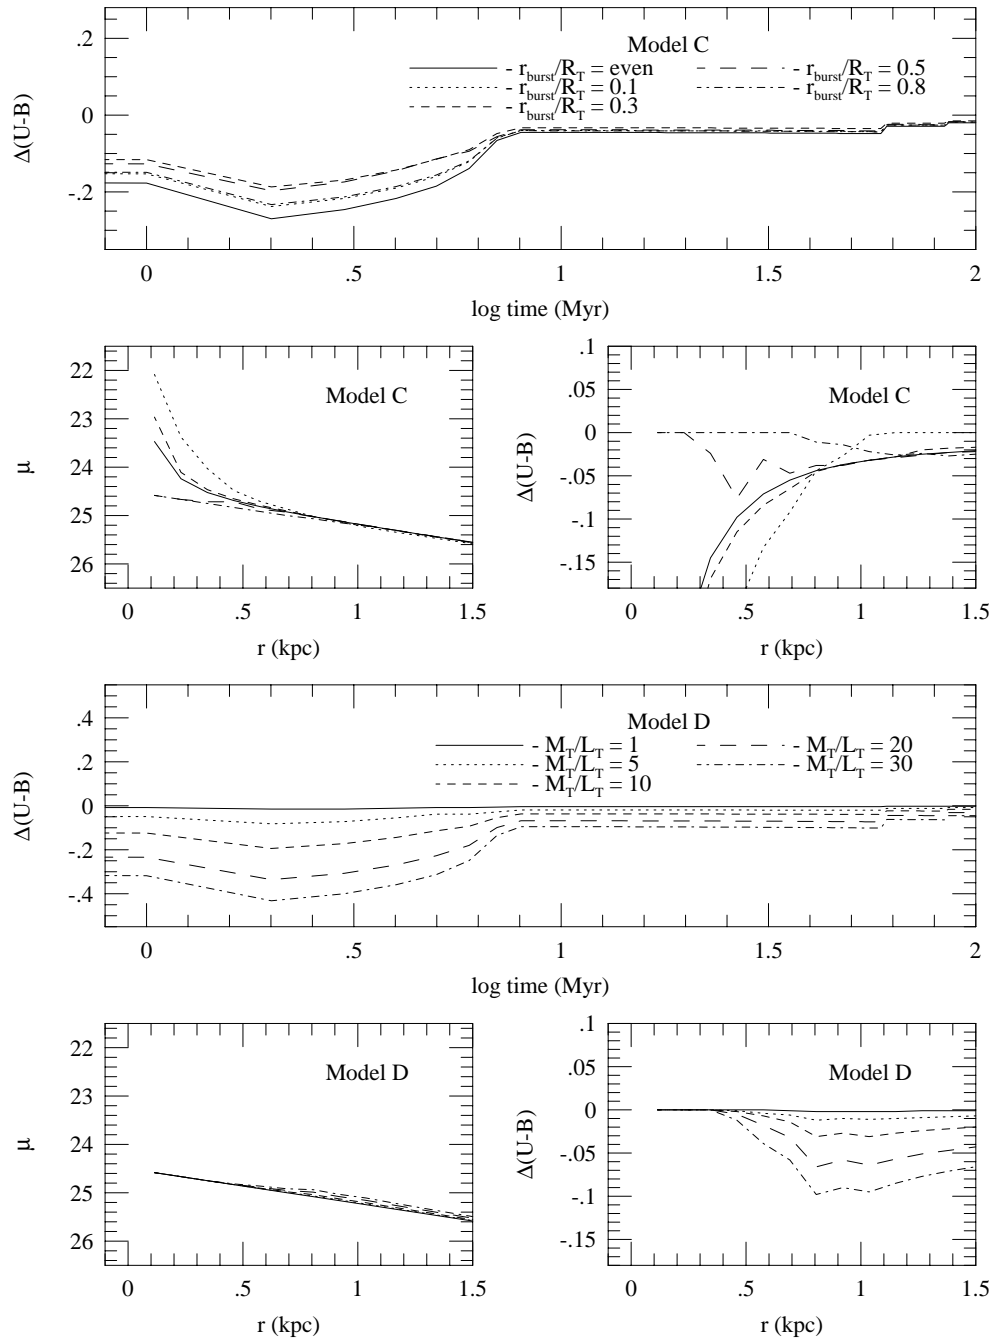 .2
0
-.2
Δ(U-B)
Model C
- r_burst/R_T = even
- r_burst/R_T = 0.1
- r_burst/R_T = 0.3
- r_burst/R_T = 0.5
- r_burst/R_T = 0.8
0 .5 1 1.5 2
log time (Myr)
22
23
24
25
26
μ
Model C
0 .5 1 1.5
r (kpc)
.1
.05
0
-.05
-.1
-.15
Δ(U-B)
Model C
0 .5 1 1.5
r (kpc)
.4
.2
0
-.2
-.4
Δ(U-B)
Model D
- M_T/L_T = 1
- M_T/L_T = 5
- M_T/L_T = 10
- M_T/L_T = 20
- M_T/L_T = 30
0 .5 1 1.5 2
log time (Myr)
22
23
24
25
26
μ
Model D
0 .5 1 1.5
r (kpc)
.1
.05
0
-.05
-.1
-.15
Δ(U-B)
Model D
0 .5 1 1.5
r (kpc)